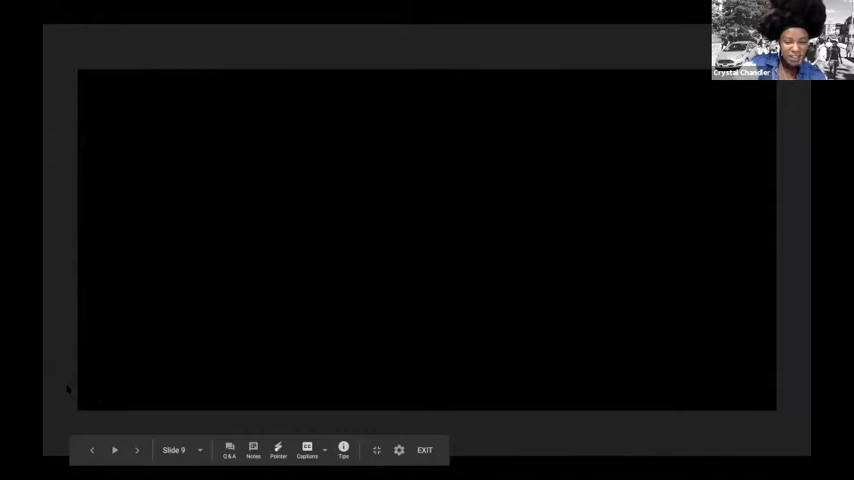 Crystal Chandler
Slide 9
Q&A
Notes
Pointer
Captions
Tips
EXIT